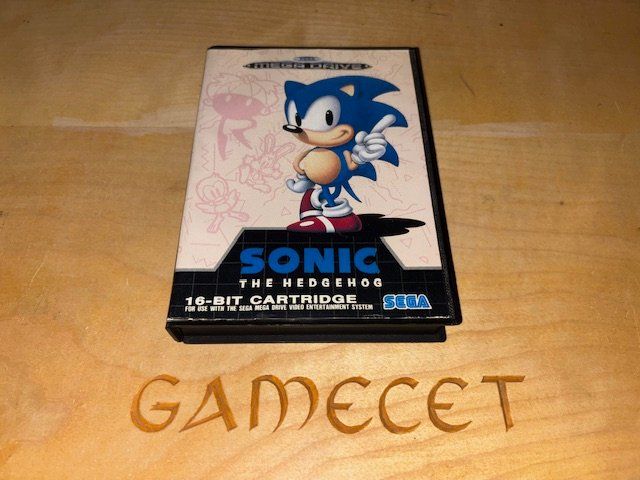 SEGA
MEGA DRIVE
SONIC
THE HEDGEHOG
16-BIT CARTRIDGE
FOR USE WITH THE SEGA MEGA DRIVE VIDEO ENTERTAINMENT SYSTEM
SEGA
GAMECET